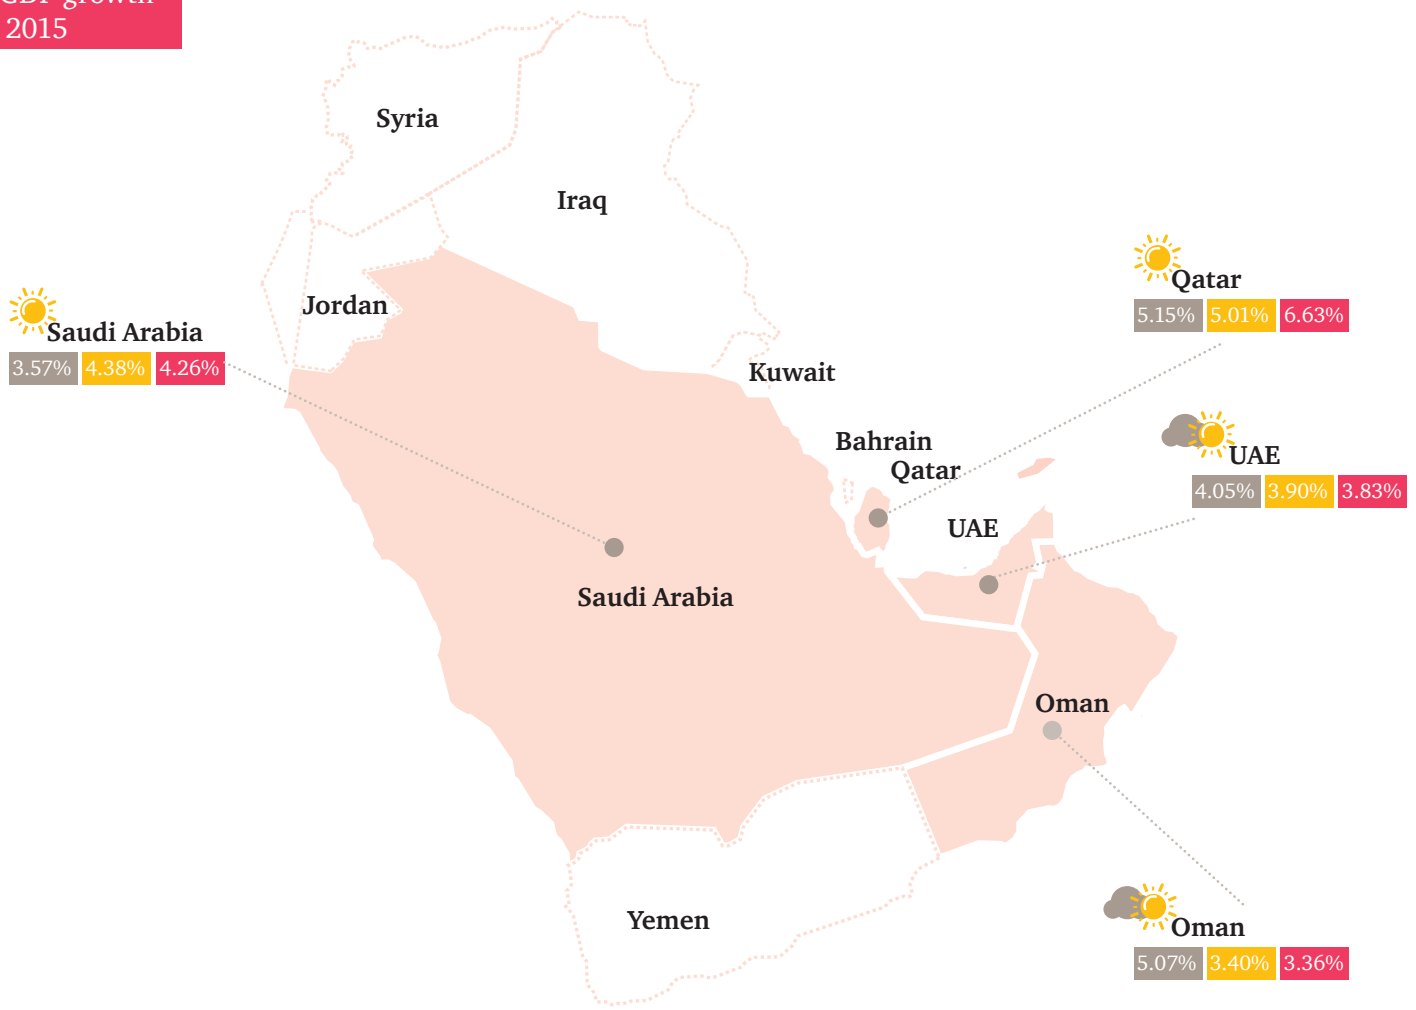 GDP growth
2015
Syria
Iraq
Jordan
Saudi Arabia
3.57% 4.38% 4.26%
Kuwait
Bahrain
Qatar
UAE
Saudi Arabia
Oman
Yemen
Qatar
5.15% 5.01% 6.63%
UAE
4.05% 3.90% 3.83%
Oman
5.07% 3.40% 3.36%